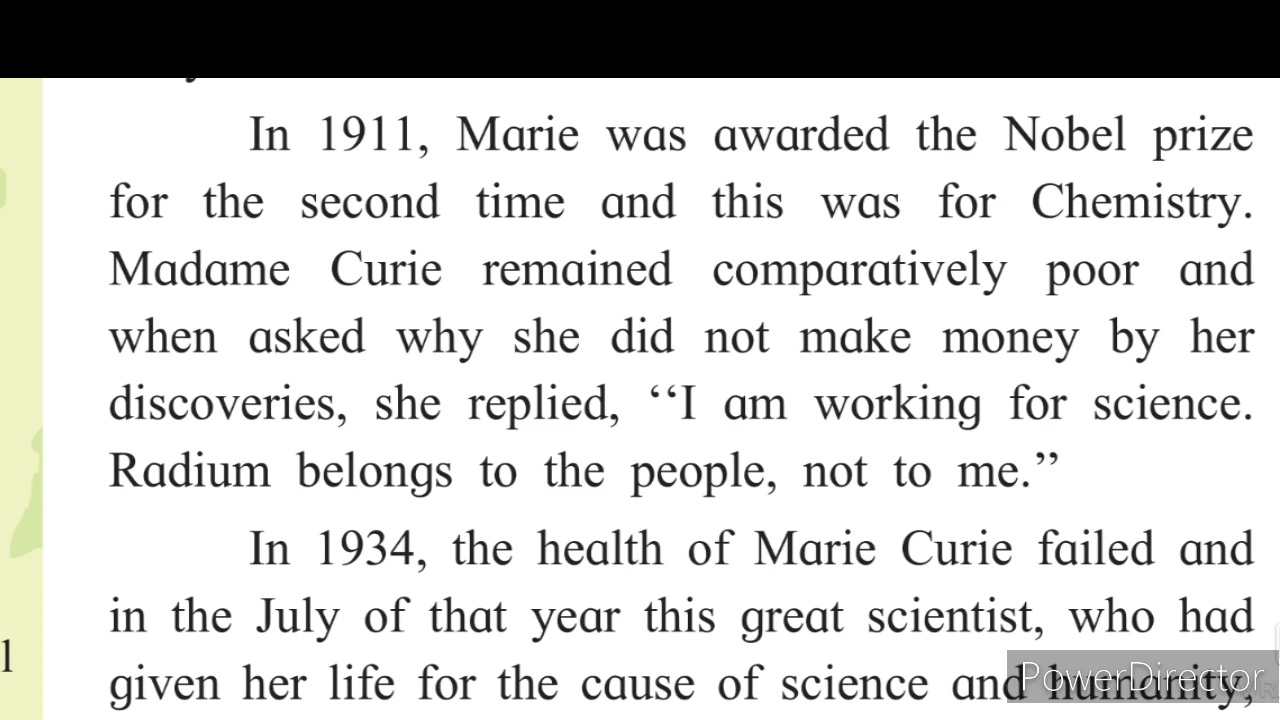 In 1911, Marie was awarded the Nobel prize
for the second time and this was for Chemistry.
Madame Curie remained comparatively poor and
when asked why she did not make money by her
discoveries, she replied, ‘‘I am working for science.
Radium belongs to the people, not to me.’’
In 1934, the health of Marie Curie failed and
in the July of that year this great scientist, who had
l
given her life for the cause of science and humanity,
PowerDirector